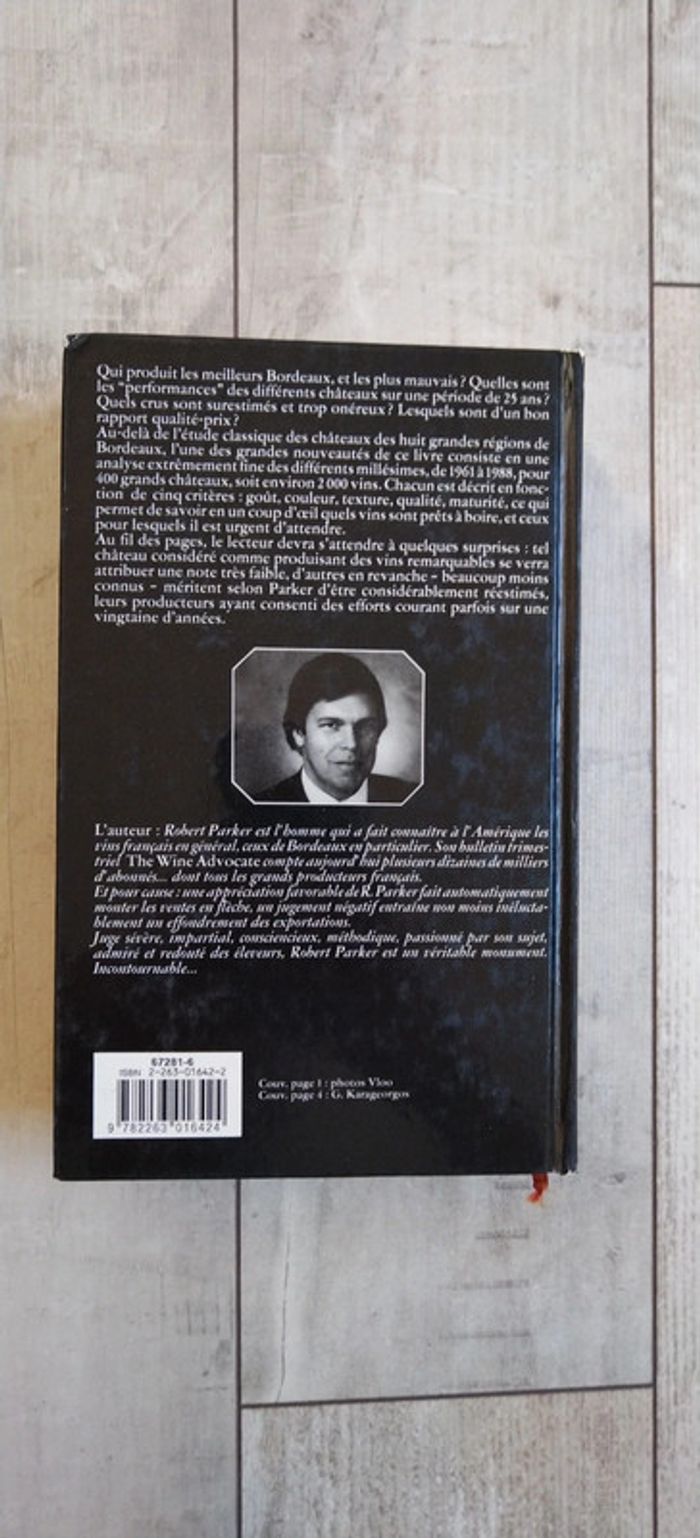 Qui produit les meilleurs Bordeaux, et les plus mauvais ? Quelles sont
les "performances" des différents châteaux sur une période de 25 ans ?
Quels crus sont surestimés et trop onéreux ? Lesquels sont d'un bon
rapport qualité-prix ?
Au-delà de l'étude classique des châteaux des huit grandes régions de
Bordeaux, l'une des grandes nouveautés de ce livre consiste en une
analyse extrêmement fine des différents millésimes, de 1961 à 1988, pour
400 grands châteaux, soit environ 2 000 vins. Chacun est décrit en fonc-
tion de cinq critères : goût, couleur, texture, qualité, maturité, ce qui
permet de savoir en un coup d'œil quels vins sont prêts à boire, et ceux
pour lesquels il est urgent d'attendre.
Au fil des pages, le lecteur devra s'attendre à quelques surprises : tel
château considéré comme produisant des vins remarquables se verra
attribuer une note très faible, d'autres en revanche – beaucoup moins
connus – méritent selon Parker d'être considérablement réestimés,
leurs producteurs ayant consenti des efforts courant parfois sur une
vingtaine d'années.
L'auteur : Robert Parker est l'homme qui a fait connaître à l'Amérique les
vins français en général, ceux de Bordeaux en particulier. Son bulletin trimes-
triel The Wine Advocate compte aujourd'hui plusieurs dizaines de milliers
d'abonnés... dont tous les grands producteurs français.
Et pour cause : une appréciation favorable de R. Parker fait automatiquement
monter les ventes en flèche, un jugement négatif entraîne non moins inélucta-
blement un effondrement des exportations.
Juge sévère, impartial, consciencieux, méthodique, passionné par son sujet,
admiré et redouté des éleveurs, Robert Parker est un véritable monument.
Incontournable...
67281-6
ISBN 2-263-01642-2
9 782263 016424
Couv. page 1 : photos Vloo
Couv. page 4 : G. Karageorgos